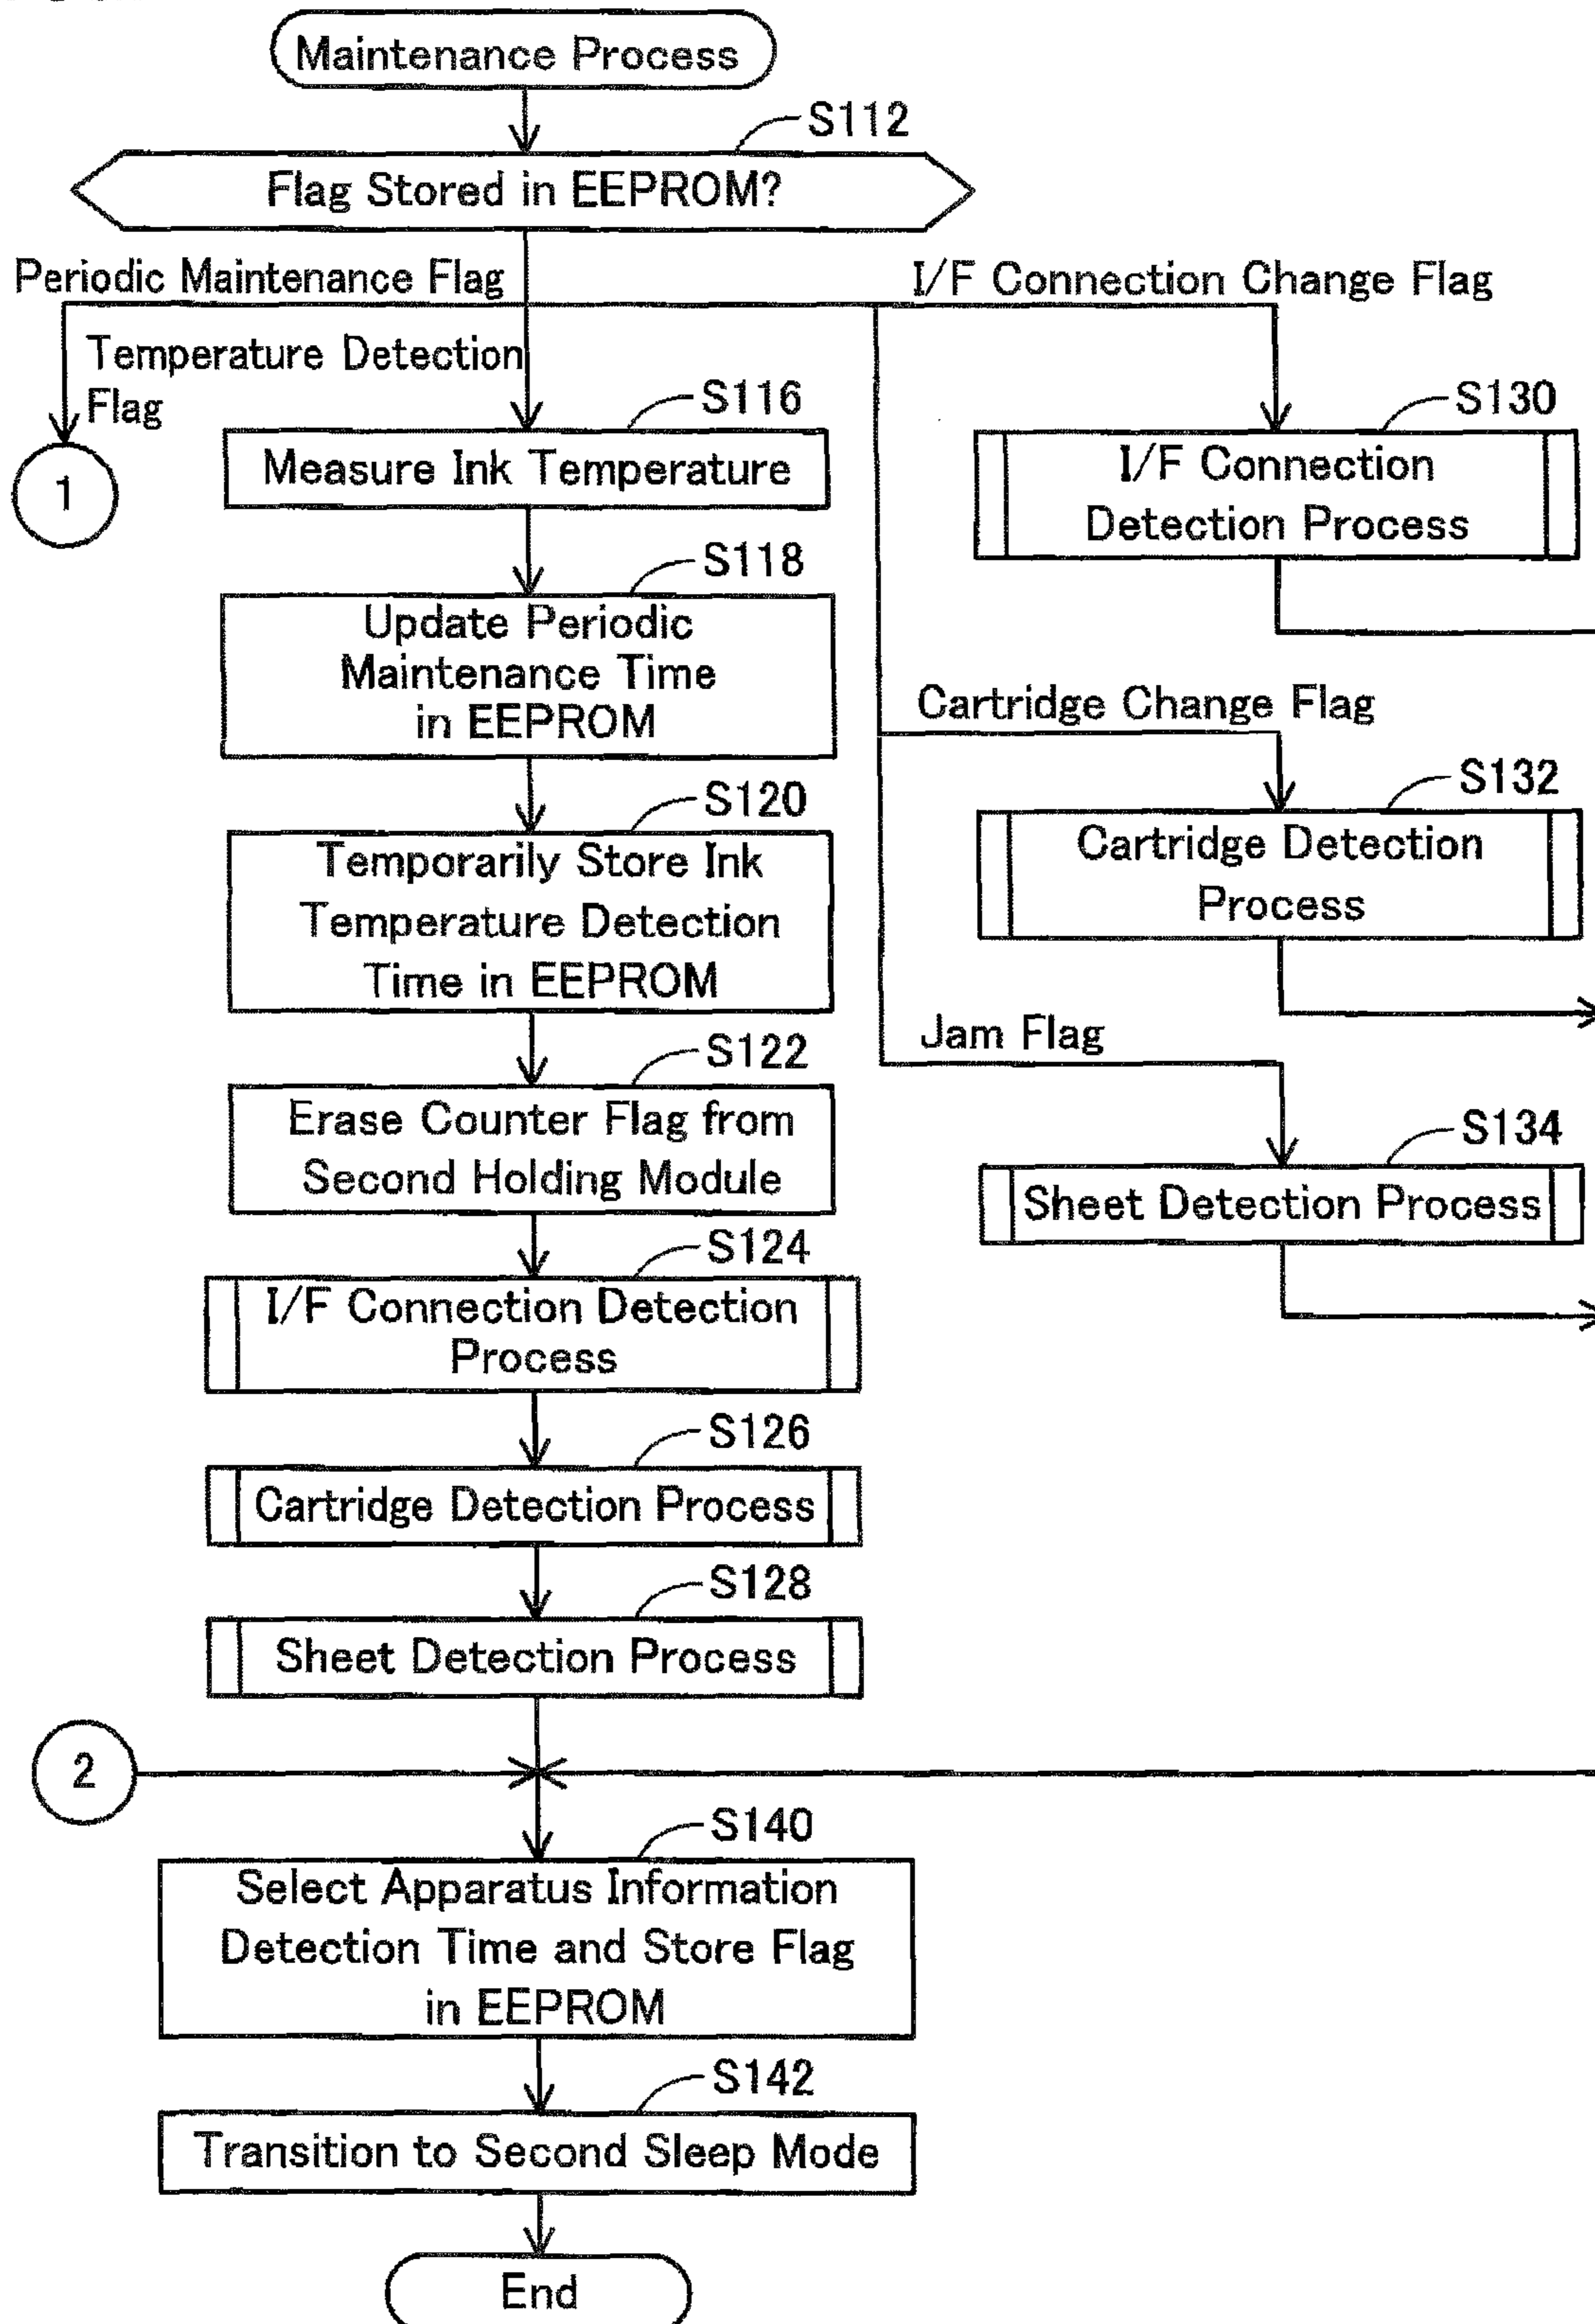 Maintenance Process
S112
Flag Stored in EEPROM?
Periodic Maintenance Flag
I/F Connection Change Flag
Temperature Detection
Flag
1
S116
Measure Ink Temperature
S130
I/F Connection
Detection Process
S118
Update Periodic
Maintenance Time
in EEPROM
Cartridge Change Flag
S132
Cartridge Detection
Process
S120
Temporarily Store Ink
Temperature Detection
Time in EEPROM
Jam Flag
S134
Sheet Detection Process
S122
Erase Counter Flag from
Second Holding Module
S124
I/F Connection Detection
Process
S126
Cartridge Detection Process
S128
Sheet Detection Process
2
S140
Select Apparatus Information
Detection Time and Store Flag
in EEPROM
S142
Transition to Second Sleep Mode
End